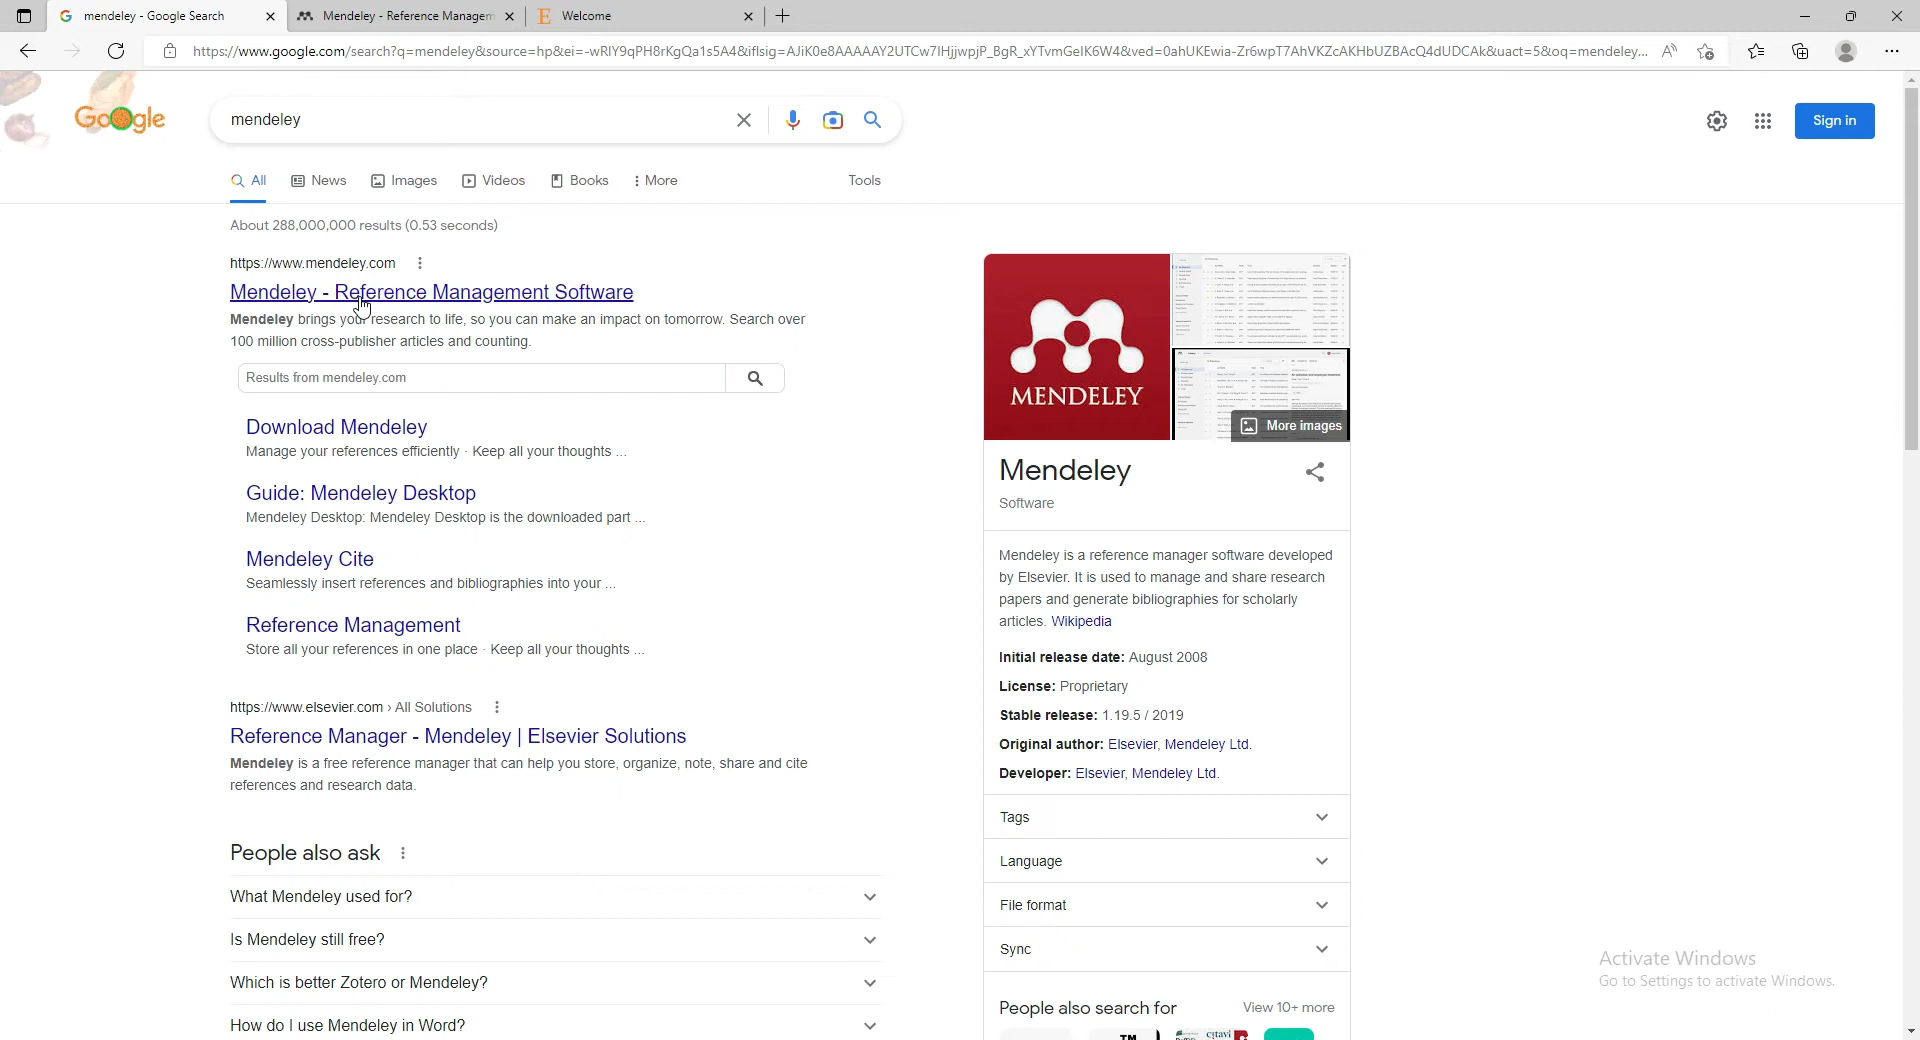 mendeley - Google Search
Mendeley - Reference Managem
Welcome
https://www.google.com/search?q=mendeley&source=hp&ei=-wRIY9qPH8rKgQa1s5A4&iflsig=AJiK0e8AAAAAY2UTCw7IHjjwpjP_BgR_xYTvmGelK6W4&ved=0ahUKEwia-Zr6wpT7AhVKZcAKHbUZBAcQ4dUDCAk&uact=5&oq=mendeley...
Google
mendeley
Sign in
All
News
Images
Videos
Books
More
Tools
About 288,000,000 results (0.53 seconds)
https://www.mendeley.com
Mendeley - Reference Management Software
Mendeley brings your research to life, so you can make an impact on tomorrow. Search over
100 million cross-publisher articles and counting.
Results from mendeley.com
Download Mendeley
Manage your references efficiently · Keep all your thoughts ...
Guide: Mendeley Desktop
Mendeley Desktop: Mendeley Desktop is the downloaded part ...
Mendeley Cite
Seamlessly insert references and bibliographies into your ...
Reference Management
Store all your references in one place · Keep all your thoughts ...
https://www.elsevier.com › All Solutions
Reference Manager - Mendeley | Elsevier Solutions
Mendeley is a free reference manager that can help you store, organize, note, share and cite
references and research data.
People also ask
What Mendeley used for?
Is Mendeley still free?
Which is better Zotero or Mendeley?
How do I use Mendeley in Word?
MENDELEY
More images
Mendeley
Software
Mendeley is a reference manager software developed
by Elsevier. It is used to manage and share research
papers and generate bibliographies for scholarly
articles. Wikipedia
Initial release date: August 2008
License: Proprietary
Stable release: 1.19.5 / 2019
Original author: Elsevier, Mendeley Ltd.
Developer: Elsevier, Mendeley Ltd.
Tags
Language
File format
Sync
People also search for
View 10+ more
TM
citavi
Activate Windows
Go to Settings to activate Windows.